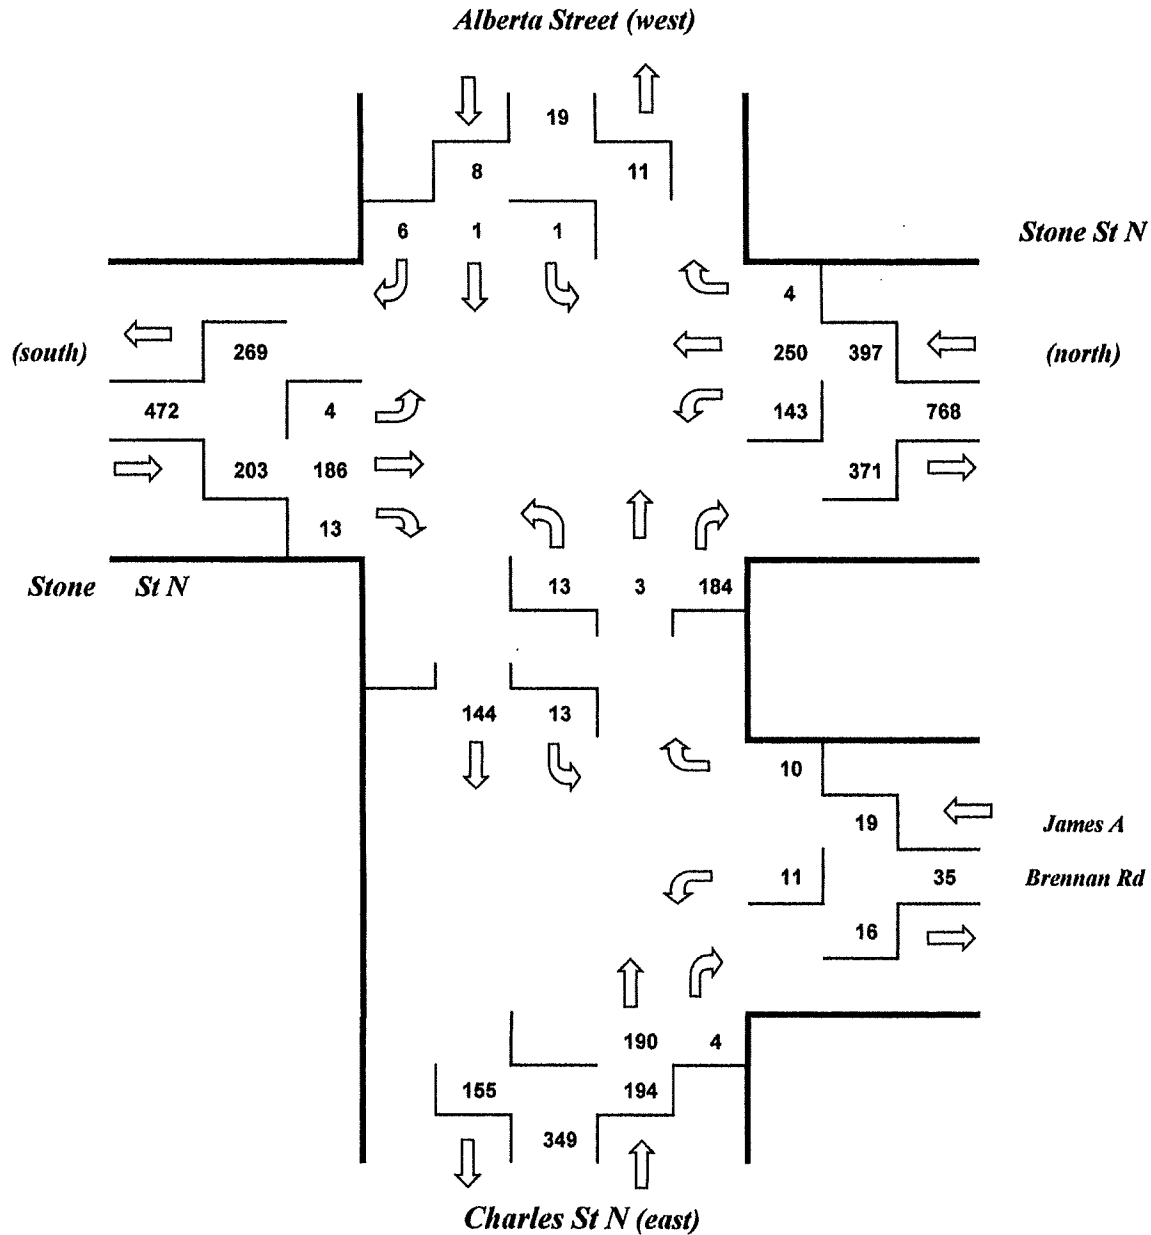 Alberta Street (west)
19
8 11
6 1 1
Stone St N
4
(south) 269 250 397 (north)
472 4 143 768
203 186 371
13
Stone St N 13 3 184
144 13
10
19 James A
11 35 Brennan Rd
16
190 4
155 194
349
Charles St N (east)